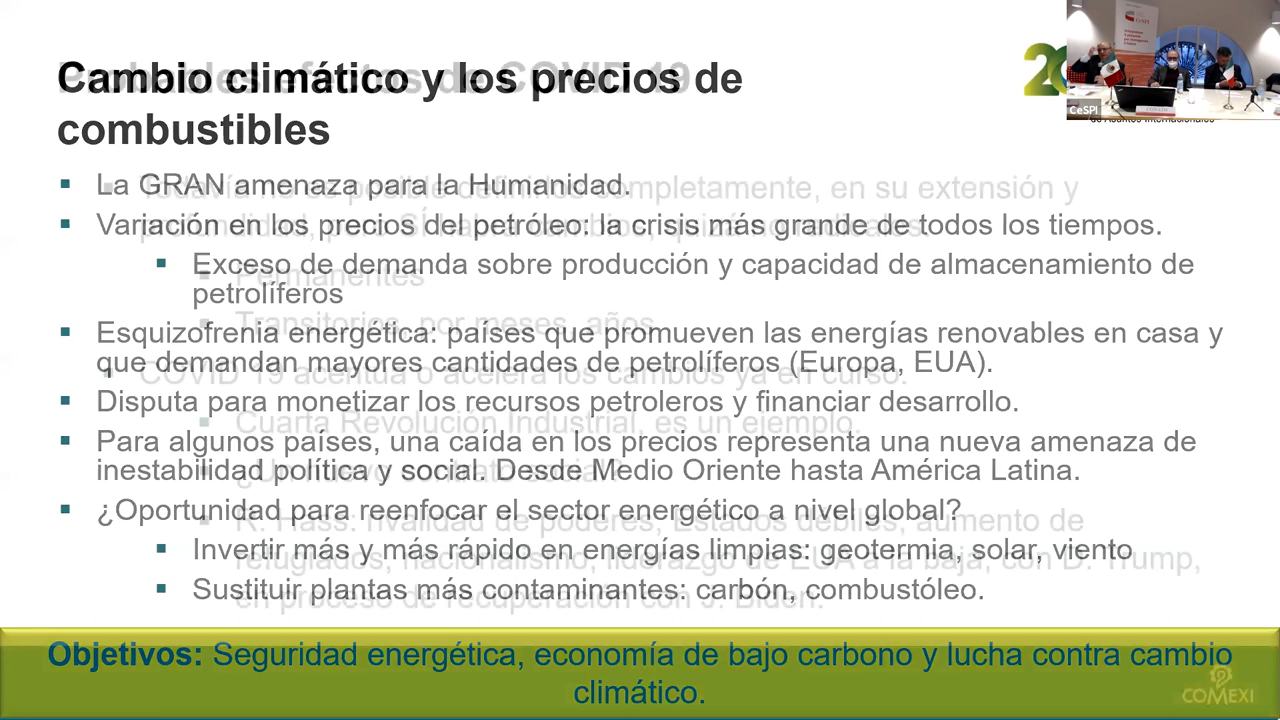 Cambio climático y los precios de
combustibles
La GRAN amenaza para la Humanidad.
Variación en los precios del petróleo: la crisis más grande de todos los tiempos.
Exceso de demanda sobre producción y capacidad de almacenamiento de
petrolíferos
Esquizofrenia energética: países que promueven las energías renovables en casa y
que demandan mayores cantidades de petrolíferos (Europa, EUA).
Disputa para monetizar los recursos petroleros y financiar desarrollo.
Para algunos países, una caída en los precios representa una nueva amenaza de
inestabilidad política y social. Desde Medio Oriente hasta América Latina.
¿Oportunidad para reenfocar el sector energético a nivel global?
Invertir más y más rápido en energías limpias: geotermia, solar, viento
Sustituir plantas más contaminantes: carbón, combustóleo.
Objetivos: Seguridad energética, economía de bajo carbono y lucha contra cambio
climático.
COMEXI
20
CeSPI
de Asuntos Internacionales